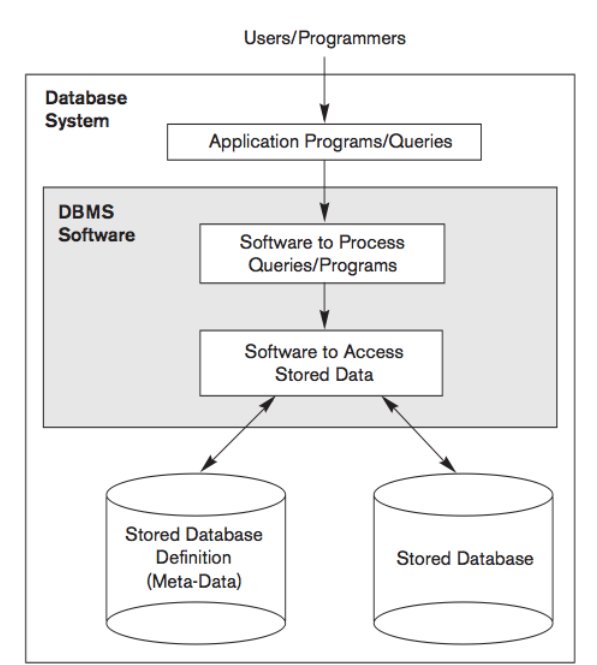 Users/Programmers
Database
System
Application Programs/Queries
DBMS
Software
Software to Process
Queries/Programs
Software to Access
Stored Data
Stored Database
Definition
(Meta-Data)
Stored Database